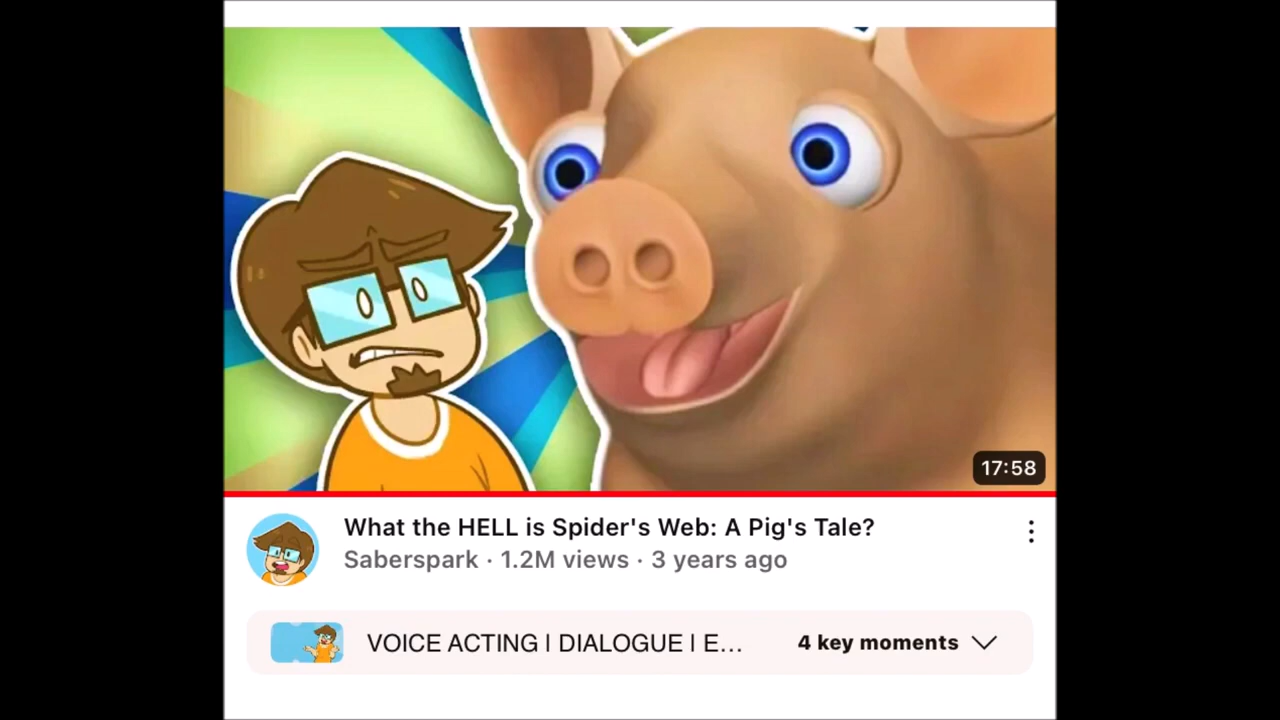 17:58
What the HELL is Spider's Web: A Pig's Tale?
Saberspark · 1.2M views · 3 years ago
VOICE ACTING | DIALOGUE | E... 4 key moments